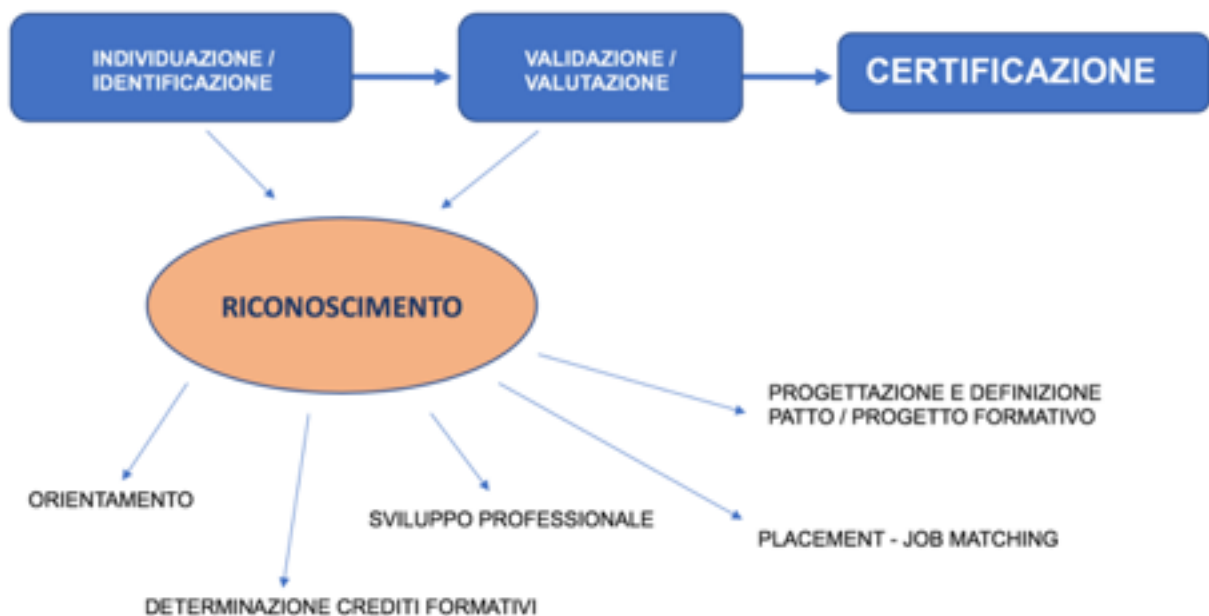 INDIVIDUAZIONE /
IDENTIFICAZIONE
VALIDAZIONE /
VALUTAZIONE
CERTIFICAZIONE
RICONOSCIMENTO
PROGETTAZIONE E DEFINIZIONE
PATTO / PROGETTO FORMATIVO
ORIENTAMENTO
SVILUPPO PROFESSIONALE
PLACEMENT - JOB MATCHING
DETERMINAZIONE CREDITI FORMATIVI